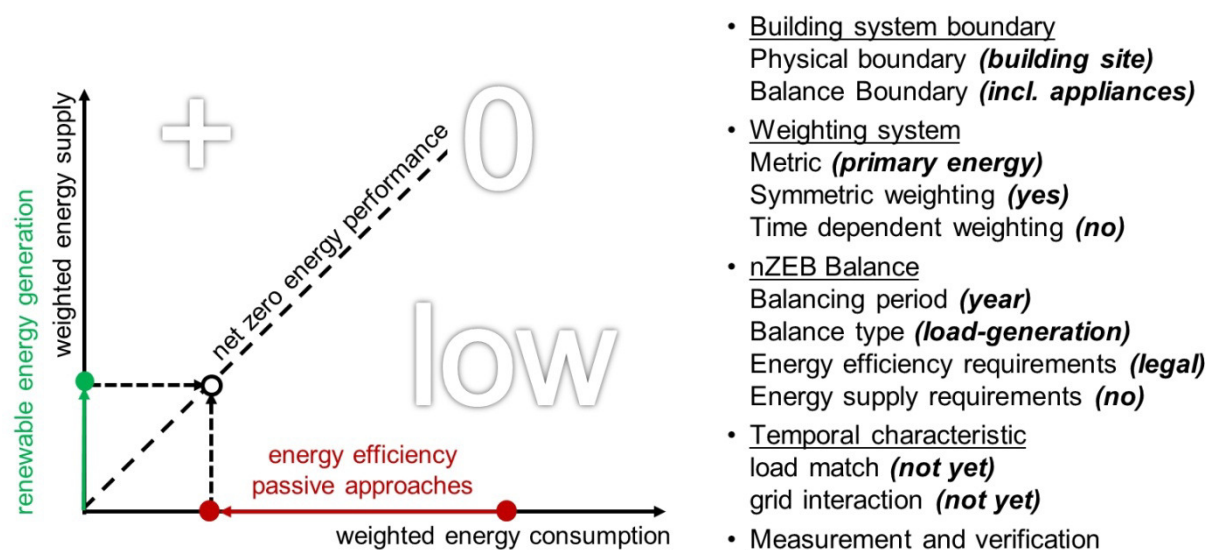 +
0
low
net zero energy performance
weighted energy supply
renewable energy generation
energy efficiency
passive approaches
weighted energy consumption
• Building system boundary
Physical boundary (building site)
Balance Boundary (incl. appliances)
• Weighting system
Metric (primary energy)
Symmetric weighting (yes)
Time dependent weighting (no)
• nZEB Balance
Balancing period (year)
Balance type (load-generation)
Energy efficiency requirements (legal)
Energy supply requirements (no)
• Temporal characteristic
load match (not yet)
grid interaction (not yet)
• Measurement and verification